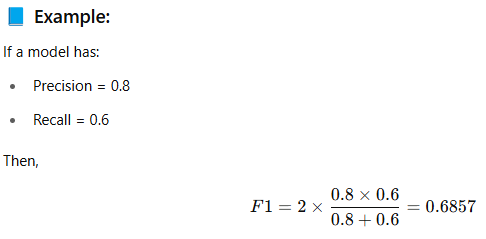 📘 Example:
If a model has:
• Precision = 0.8
• Recall = 0.6
Then,
F1 = 2 × (0.8 × 0.6) / (0.8 + 0.6) = 0.6857